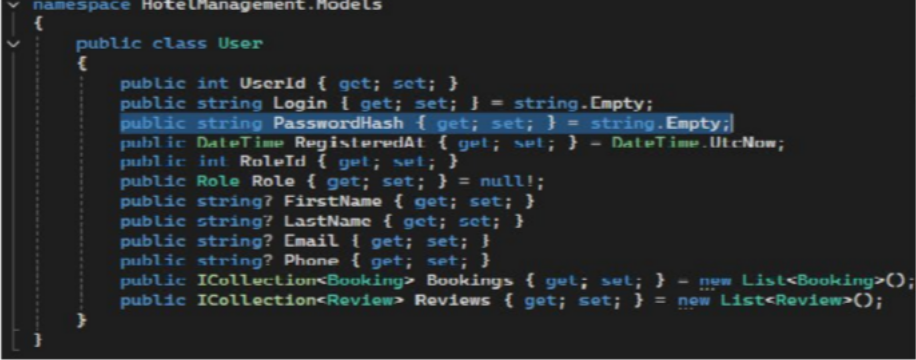 namespace HotelManagement.Models
{
public class User
{
public int UserId { get; set; }
public string Login { get; set; } = string.Empty;
public string PasswordHash { get; set; } = string.Empty;
public DateTime RegisteredAt { get; set; } = DateTime.UtcNow;
public int RoleId { get; set; }
public Role Role { get; set; } = null!;
public string? FirstName { get; set; }
public string? LastName { get; set; }
public string? Email { get; set; }
public string? Phone { get; set; }
public ICollection<Booking> Bookings { get; set; } = new List<Booking>();
public ICollection<Review> Reviews { get; set; } = new List<Review>();
}
}